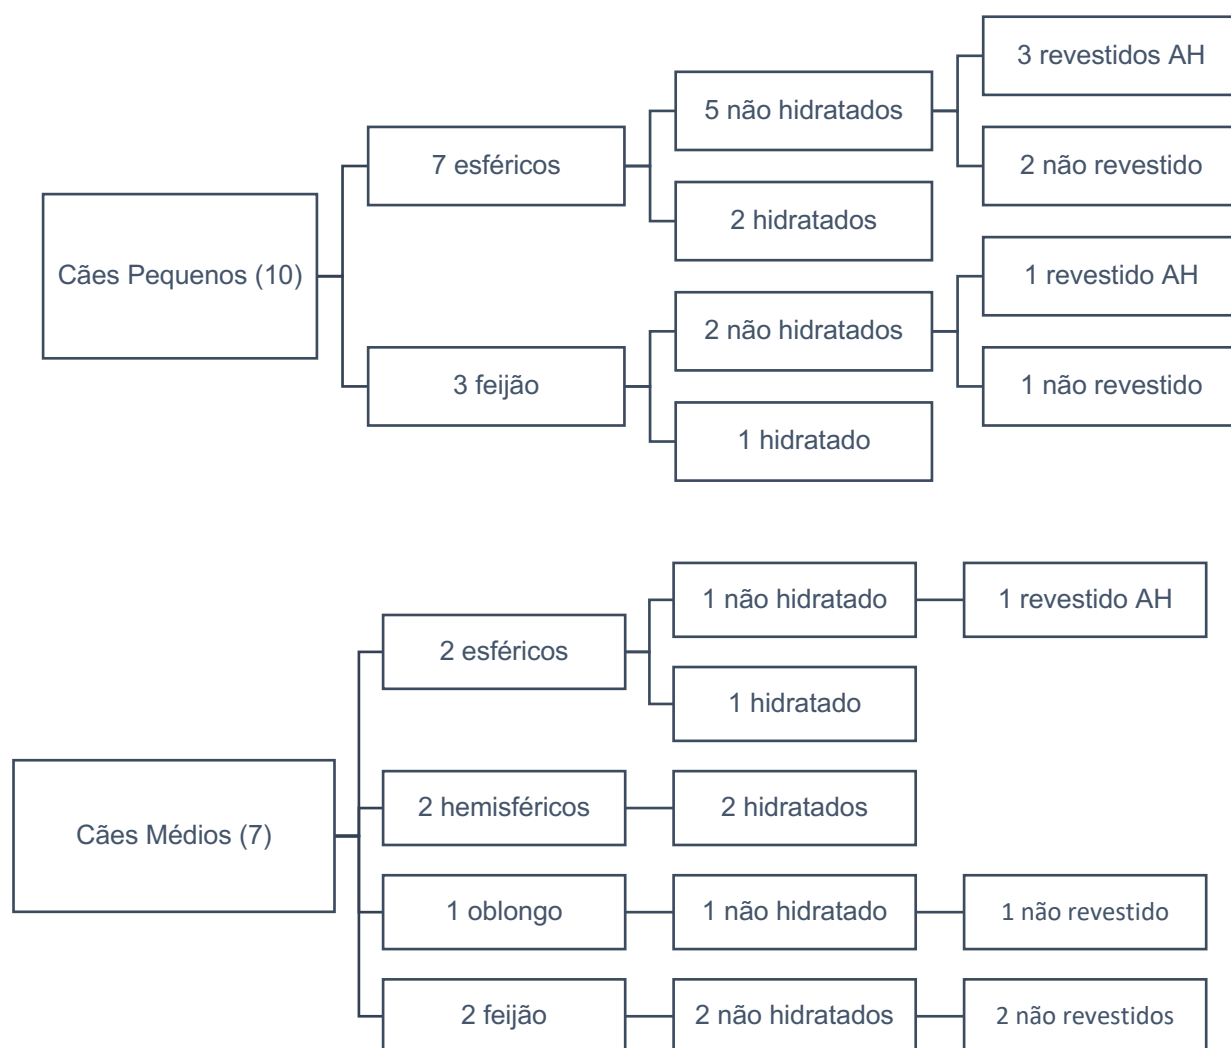 Cães Pequenos (10)
7 esféricos
5 não hidratados
3 revestidos AH
2 não revestido
2 hidratados
3 feijão
2 não hidratados
1 revestido AH
1 não revestido
1 hidratado
Cães Médios (7)
2 esféricos
1 não hidratado
1 revestido AH
1 hidratado
2 hemisféricos
2 hidratados
1 oblongo
1 não hidratado
1 não revestido
2 feijão
2 não hidratados
2 não revestidos